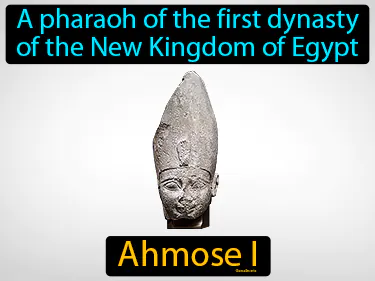 A pharaoh of the first dynasty
of the New Kingdom of Egypt
Ahmose I